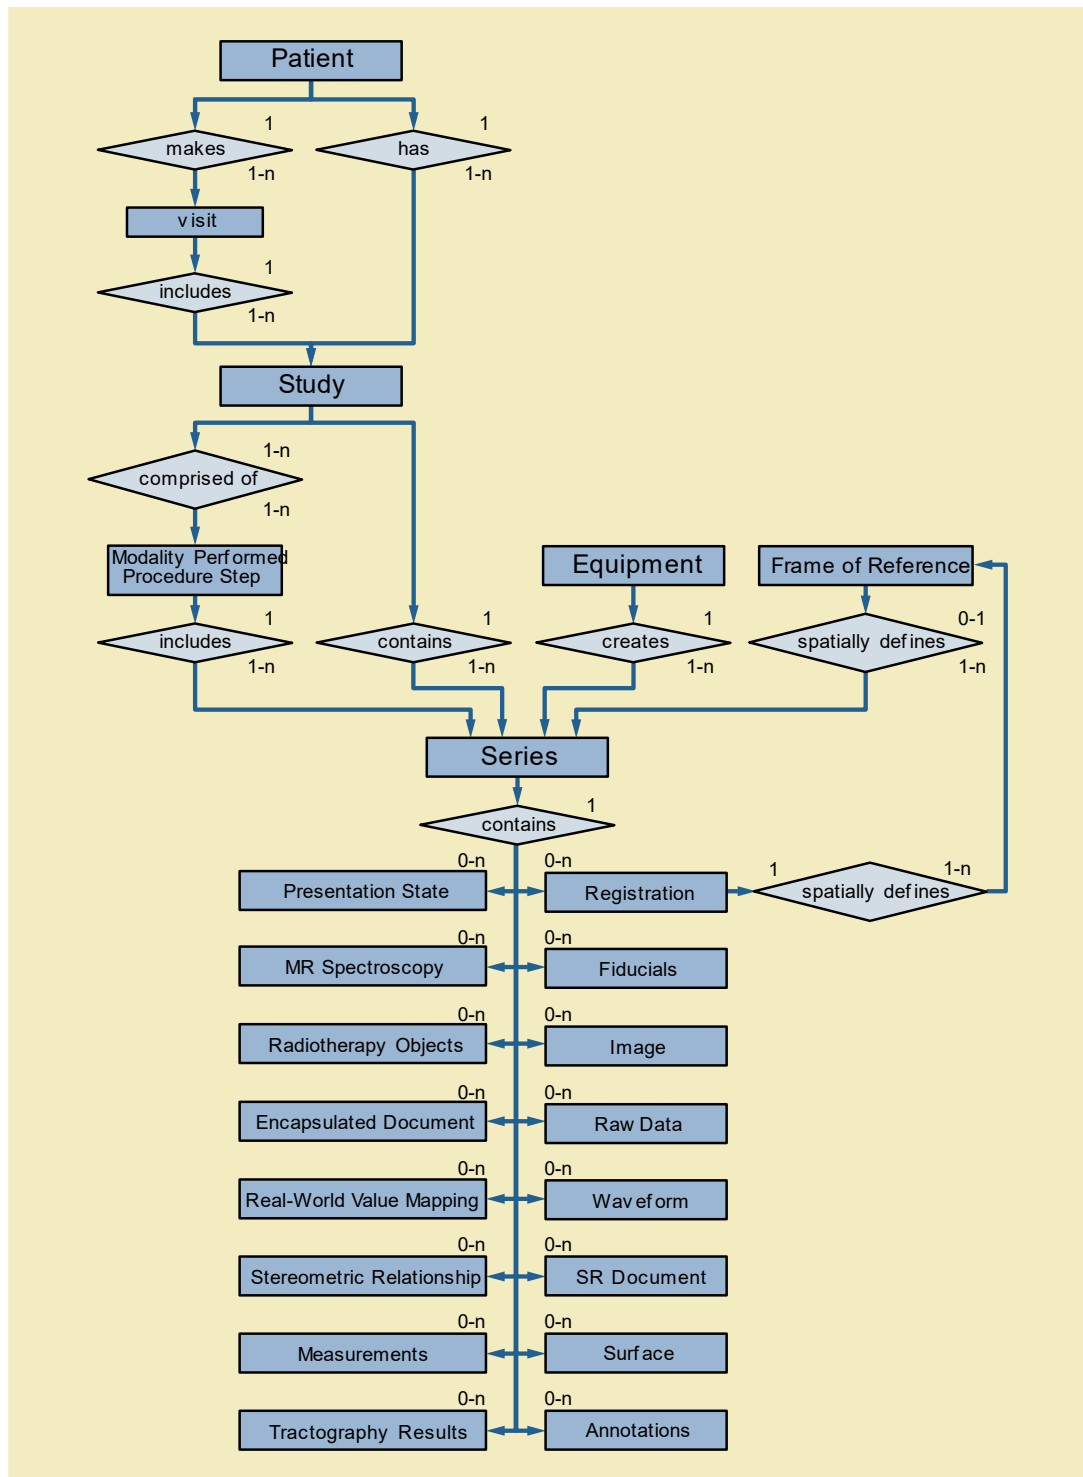 Patient
1
1
makes
has
1-n
1-n
visit
1
includes
1-n
Study
1-n
comprised of
1-n
Modality Performed
Procedure Step
Equipment
Frame of Reference
1
1
1
0-1
includes
contains
creates
spatially defines
1-n
1-n
1-n
1-n
Series
1
contains
0-n
0-n
1
1-n
Presentation State
Registration
spatially defines
0-n
0-n
MR Spectroscopy
Fiducials
0-n
0-n
Radiotherapy Objects
Image
0-n
0-n
Encapsulated Document
Raw Data
0-n
0-n
Real-World Value Mapping
Waveform
0-n
0-n
Stereometric Relationship
SR Document
0-n
0-n
Measurements
Surface
0-n
0-n
Tractography Results
Annotations